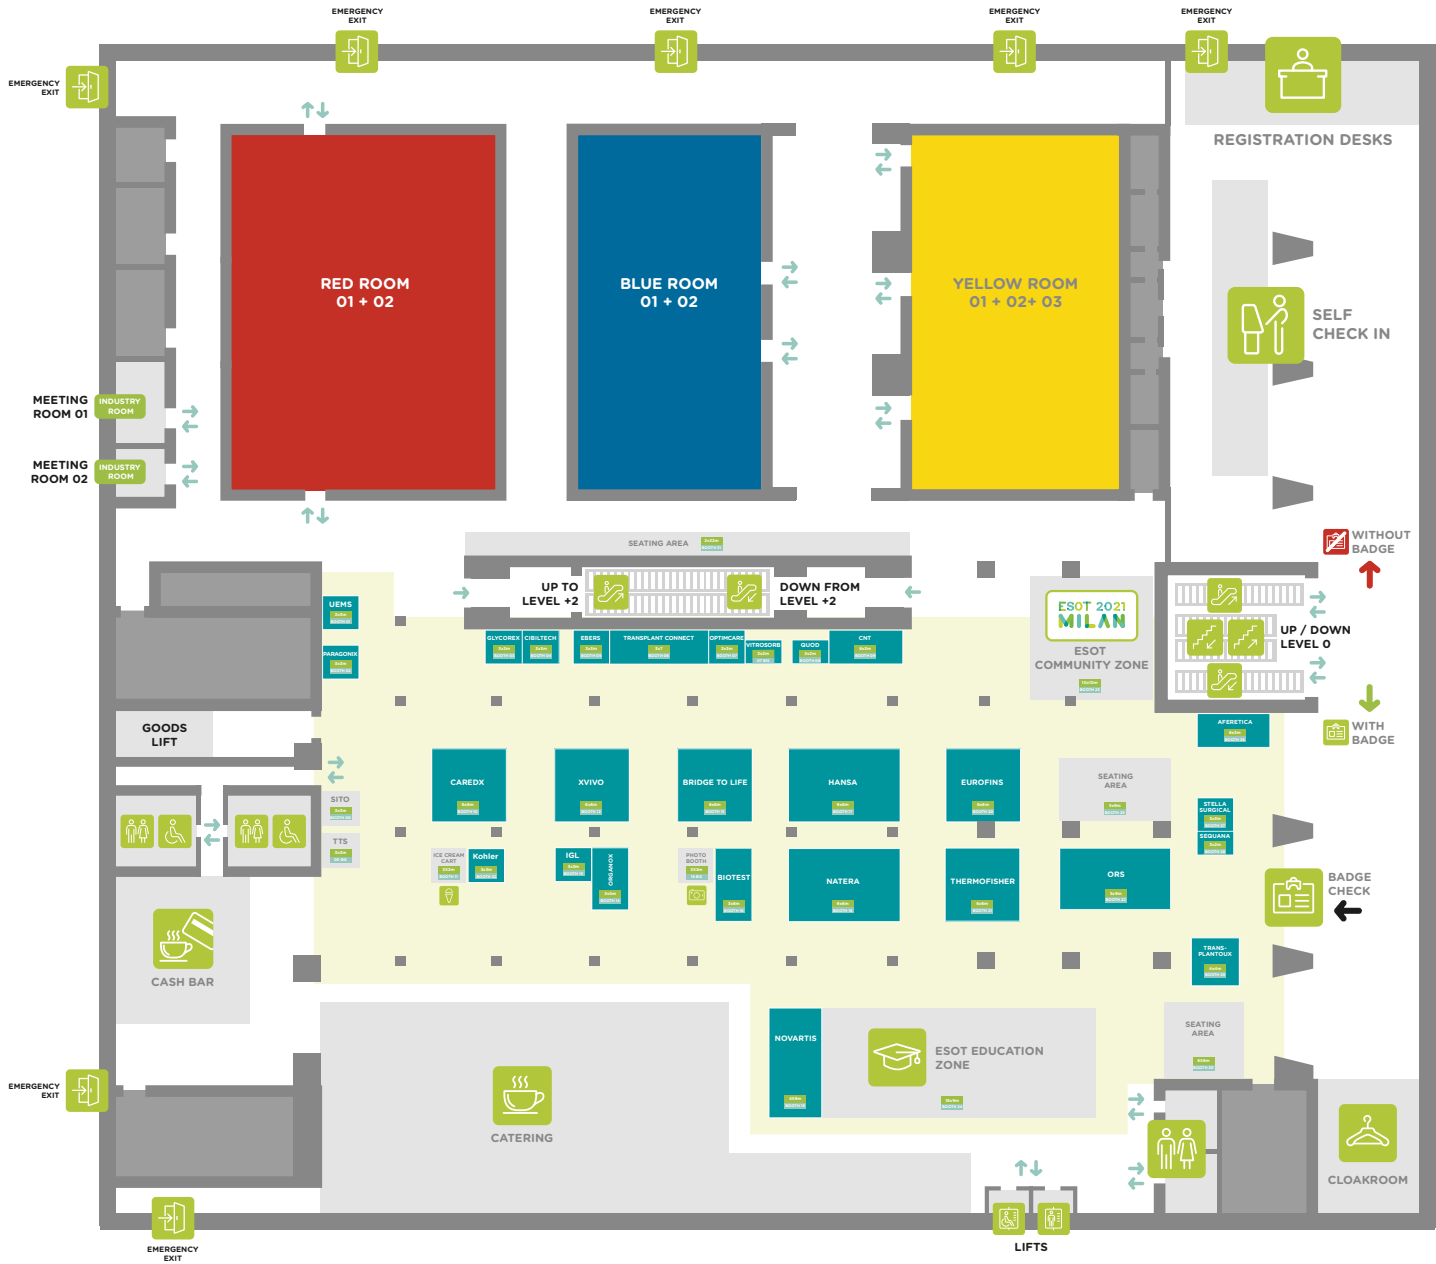 EMERGENCY
EXIT
EMERGENCY
EXIT
EMERGENCY
EXIT
EMERGENCY
EXIT
EMERGENCY
EXIT
REGISTRATION DESKS
RED ROOM
01 + 02
BLUE ROOM
01 + 02
YELLOW ROOM
01 + 02+ 03
SELF
CHECK IN
MEETING
ROOM 01
INDUSTRY
ROOM
MEETING
ROOM 02
INDUSTRY
ROOM
WITHOUT
BADGE
SEATING AREA
UP TO
LEVEL +2
DOWN FROM
LEVEL +2
ESOT 2021
MILAN
ESOT
COMMUNITY ZONE
UP / DOWN
LEVEL 0
WITH
BADGE
UEMS
PARAGONIX
GLYCOREX
CIBILTECH
EBERS
TRANSPLANT CONNECT
OPTIMCARE
VITROSORB
QUOD
CNT
GOODS
LIFT
AFERETICA
CAREDX
XVIVO
BRIDGE TO LIFE
HANSA
EUROFINS
SEATING
AREA
SITO
TTS
STELLA
SURGICAL
SEQUANA
ICE CREAM
CART
Kohler
IGL
ORGANOX
PHOTO
BOOTH
BIOTEST
NATERA
THERMOFISHER
ORS
BADGE
CHECK
CASH BAR
TRANS-
PLANTOUX
NOVARTIS
ESOT EDUCATION
ZONE
SEATING
AREA
EMERGENCY
EXIT
CATERING
CLOAKROOM
LIFTS
EMERGENCY
EXIT